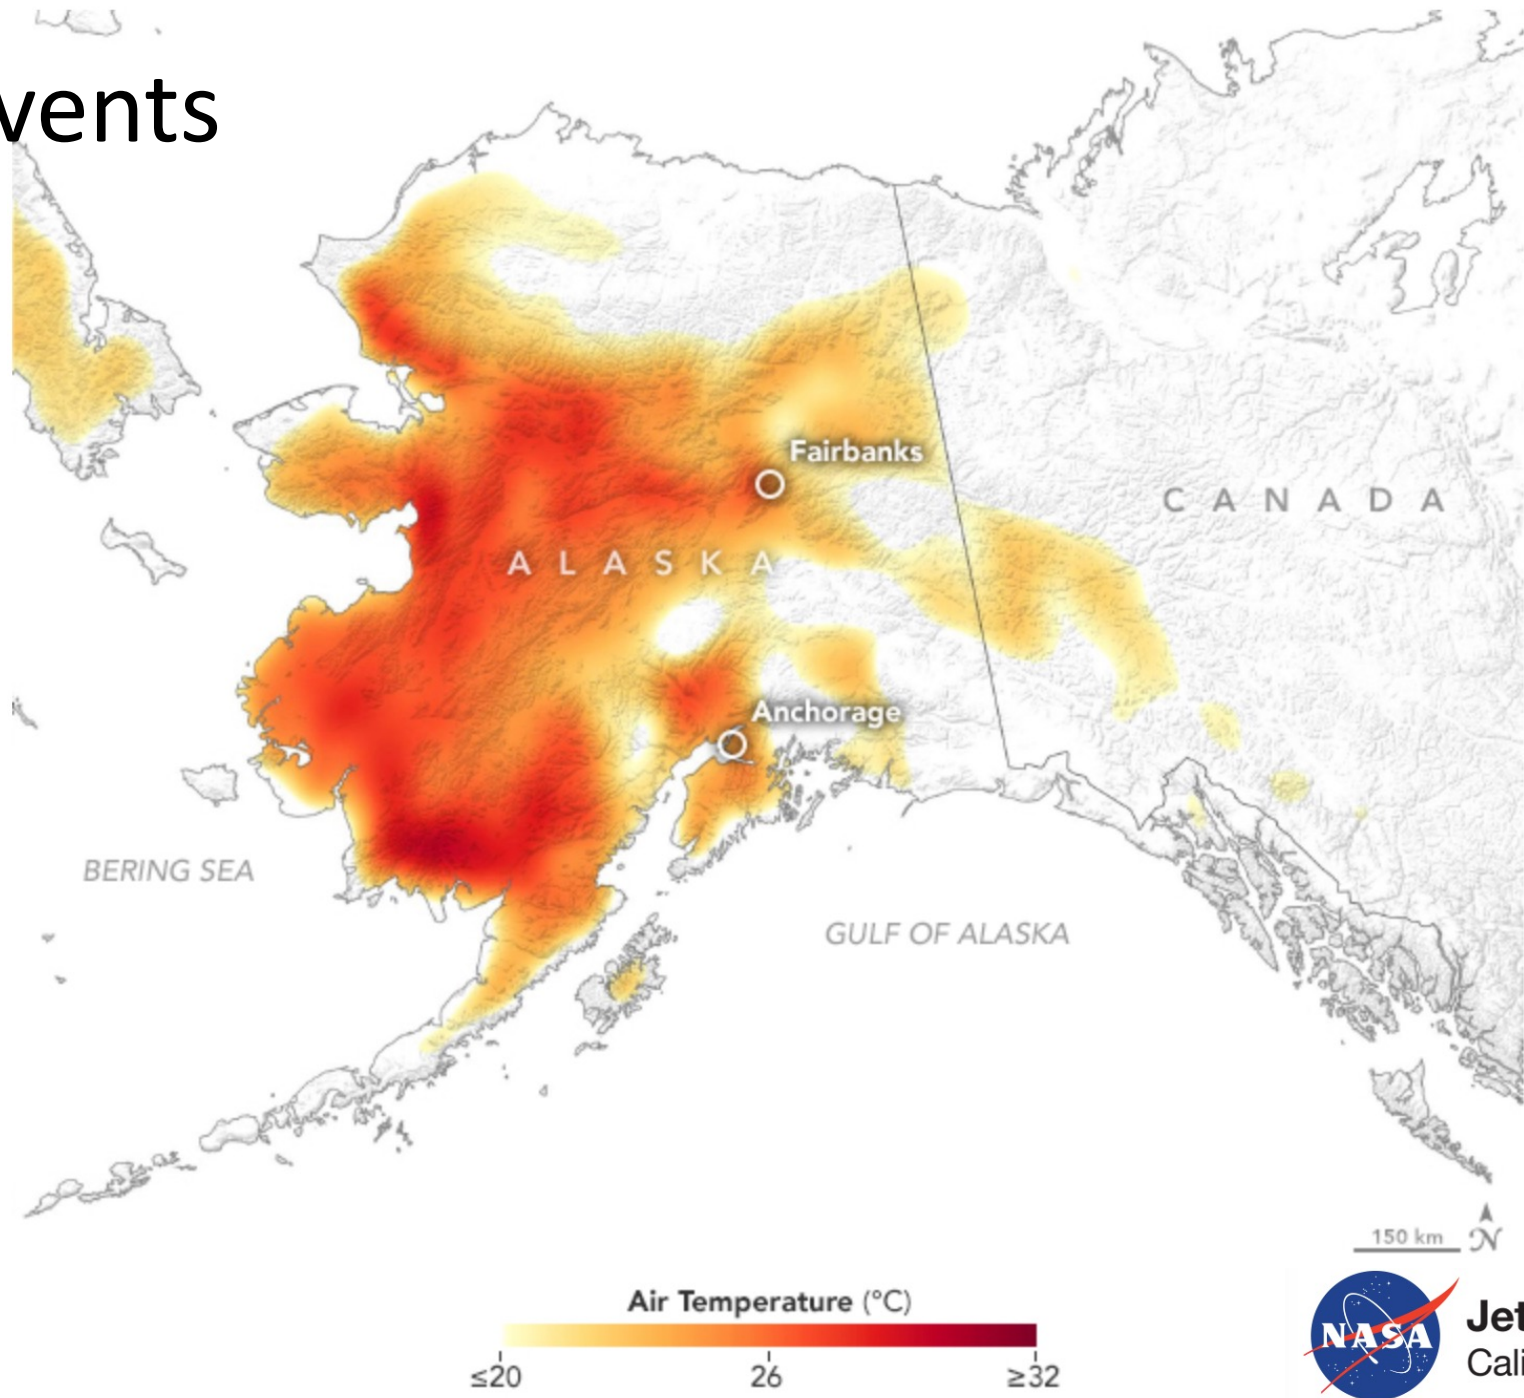 vents
Fairbanks
CANADA
ALASKA
Anchorage
BERING SEA
GULF OF ALASKA
150 km
N
Air Temperature (°C)
≤20 26 ≥32
NASA
Jet
Cali